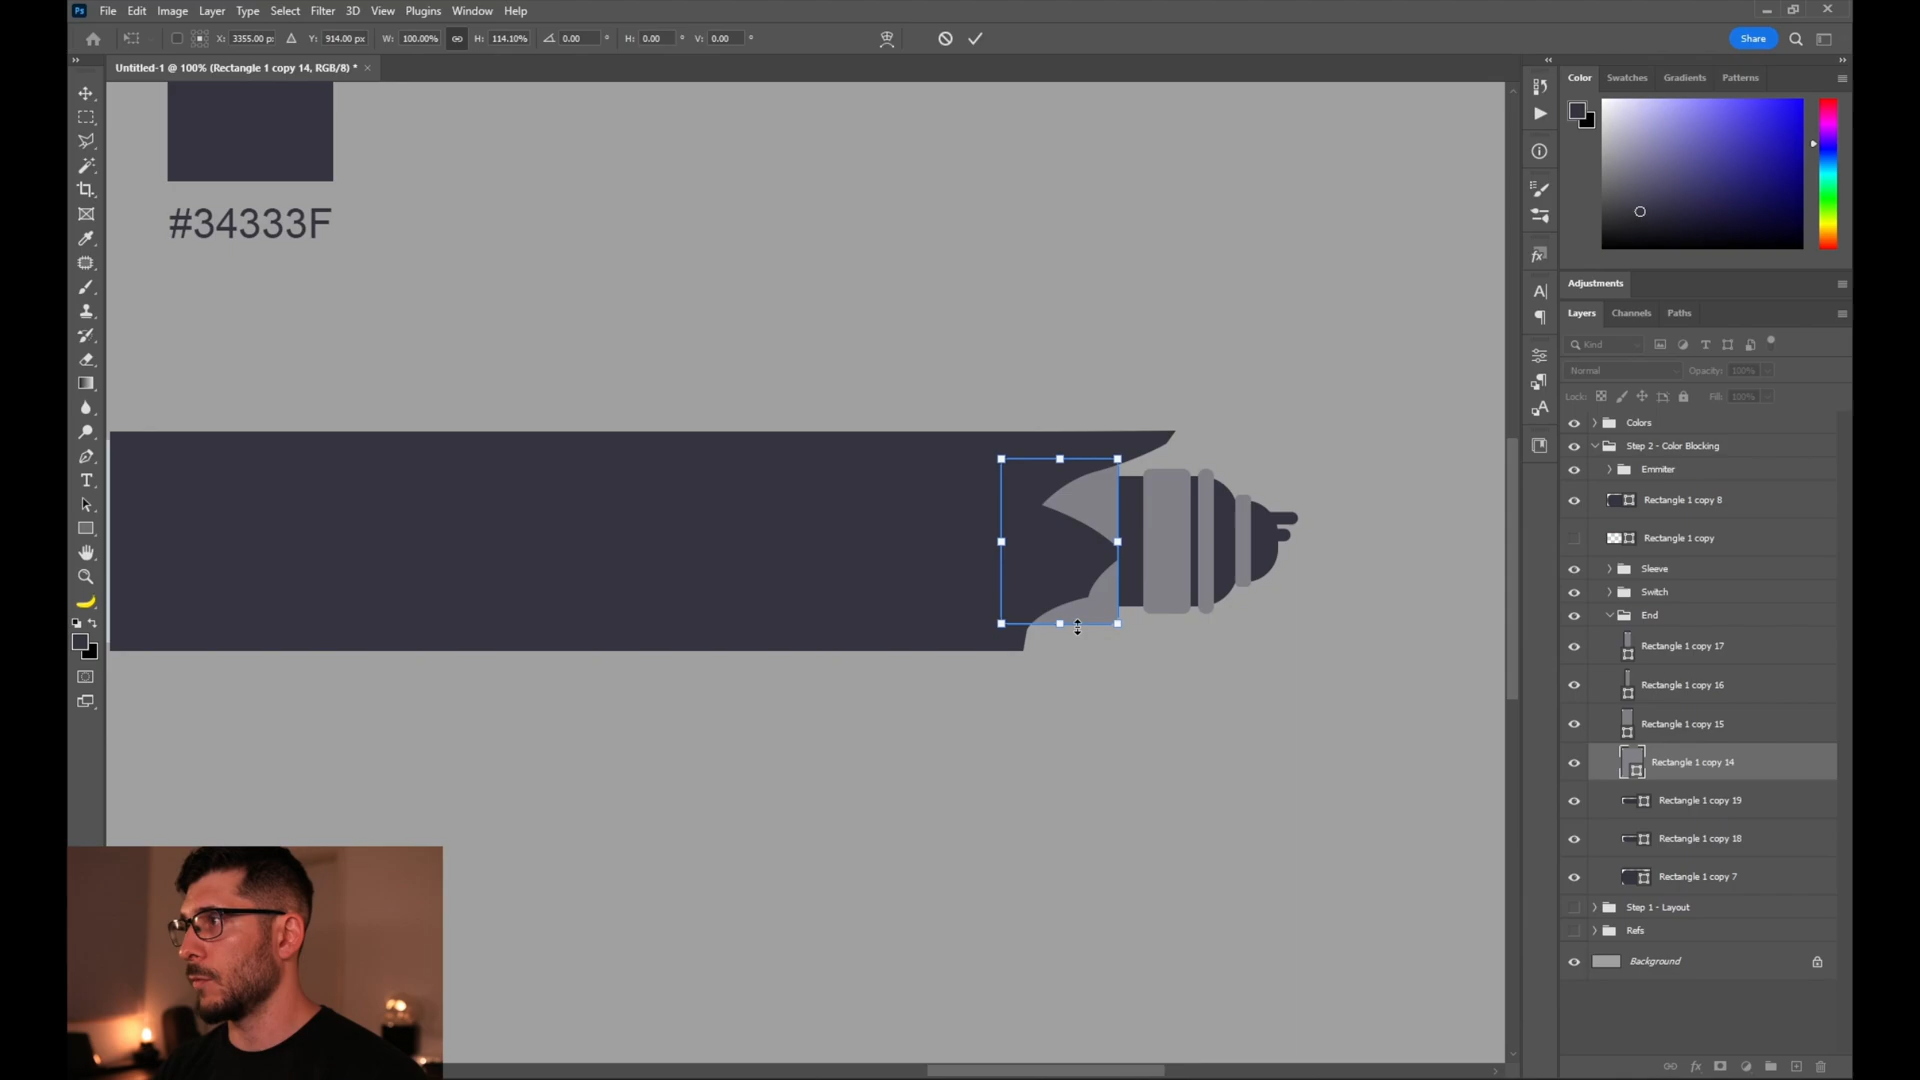 Ps File Edit Image Layer Type Select Filter 3D View Plugins Window Help
X: 3355.00 p: Y: 914.00 px W: 100.00% H: 114.10% 0.00 ° H: 0.00 ° V: 0.00 ° Share
Untitled-1 @ 100% (Rectangle 1 copy 14, RGB/8) *
Color Swatches Gradients Patterns
#34333F
Adjustments
Layers Channels Paths
Kind
Normal Opacity: 100%
Lock: Fill: 100%
Colors
Step 2 - Color Blocking
Emmiter
Rectangle 1 copy 8
Rectangle 1 copy
Sleeve
Switch
End
Rectangle 1 copy 17
Rectangle 1 copy 16
Rectangle 1 copy 15
Rectangle 1 copy 14
Rectangle 1 copy 19
Rectangle 1 copy 18
Rectangle 1 copy 7
Step 1 - Layout
Refs
Background